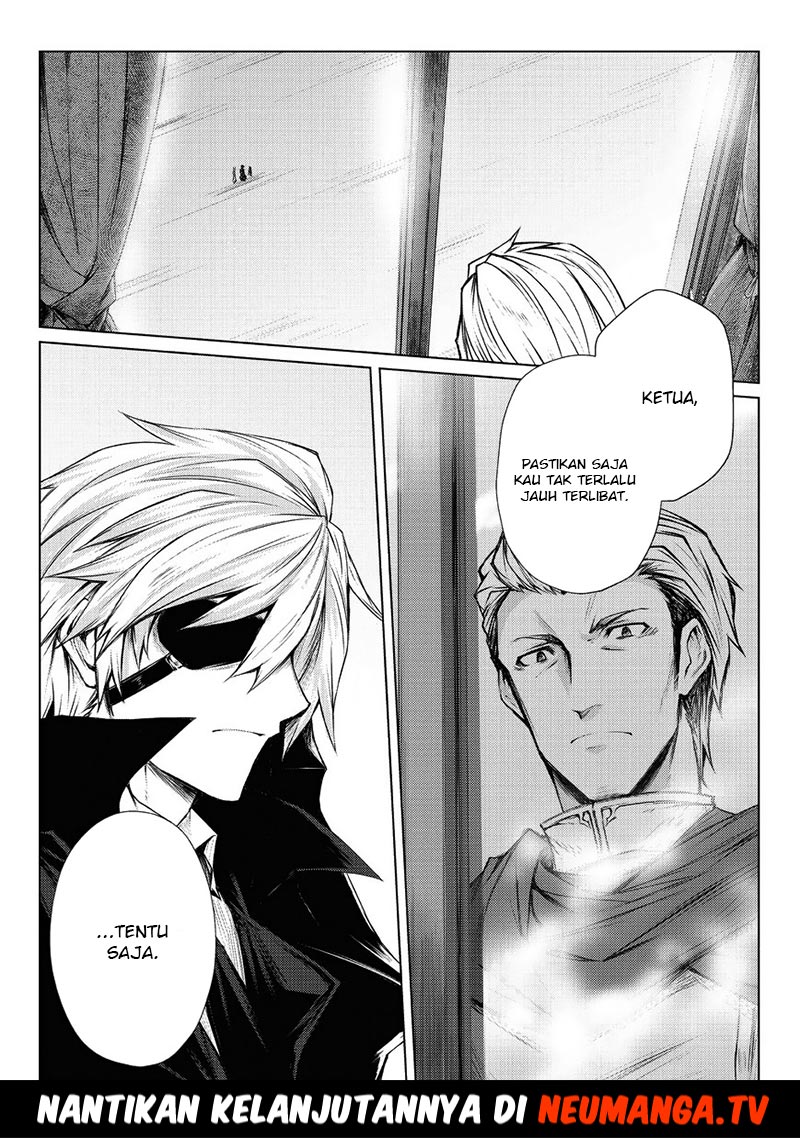 KETUA,
PASTIKAN SAJA
KAU TAK TERLALU
JAUH TERLIBAT.
...TENTU
SAJA.
NANTIKAN KELANJUTANNYA DI NEUMANGA.TV